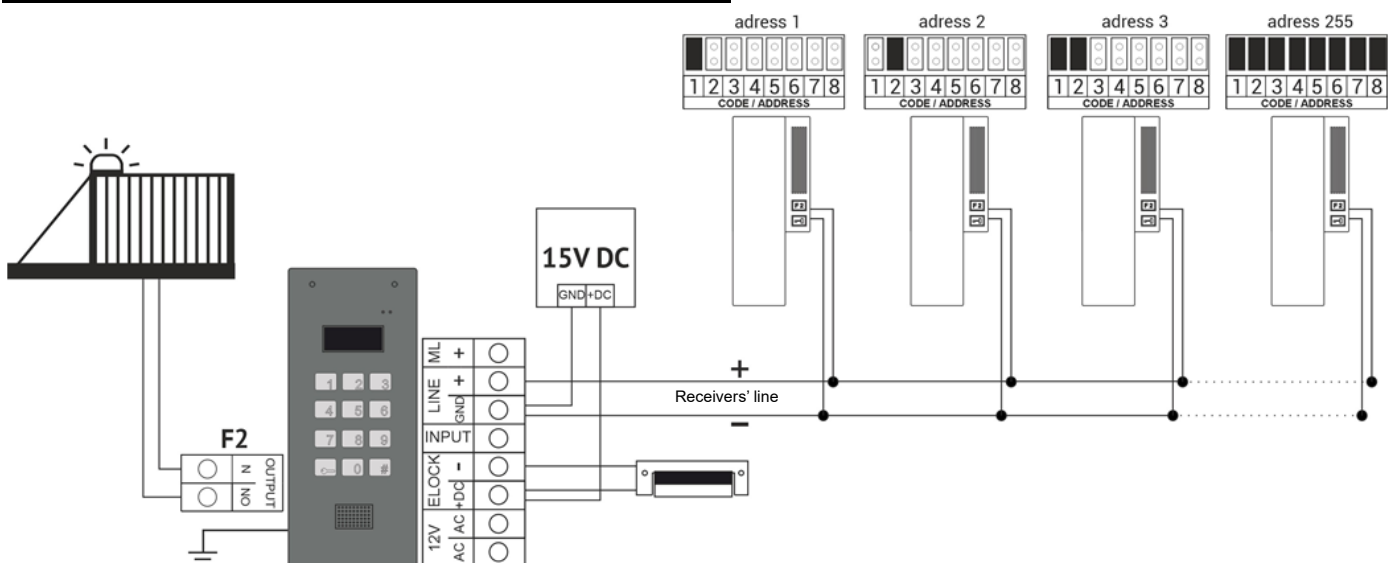 adress 1
adress 2
adress 3
adress 255
1 2 3 4 5 6 7 8
1 2 3 4 5 6 7 8
1 2 3 4 5 6 7 8
1 2 3 4 5 6 7 8
CODE / ADDRESS
CODE / ADDRESS
CODE / ADDRESS
CODE / ADDRESS
F2
F2
F2
F2
15V DC
GND +DC
ML +
LINE + GND
INPUT
ELOCK - +DC
12V AC AC
+
Receivers' line
−
1 2 3
4 5 6
7 8 9
0 #
F2
N NO
OUTPUT